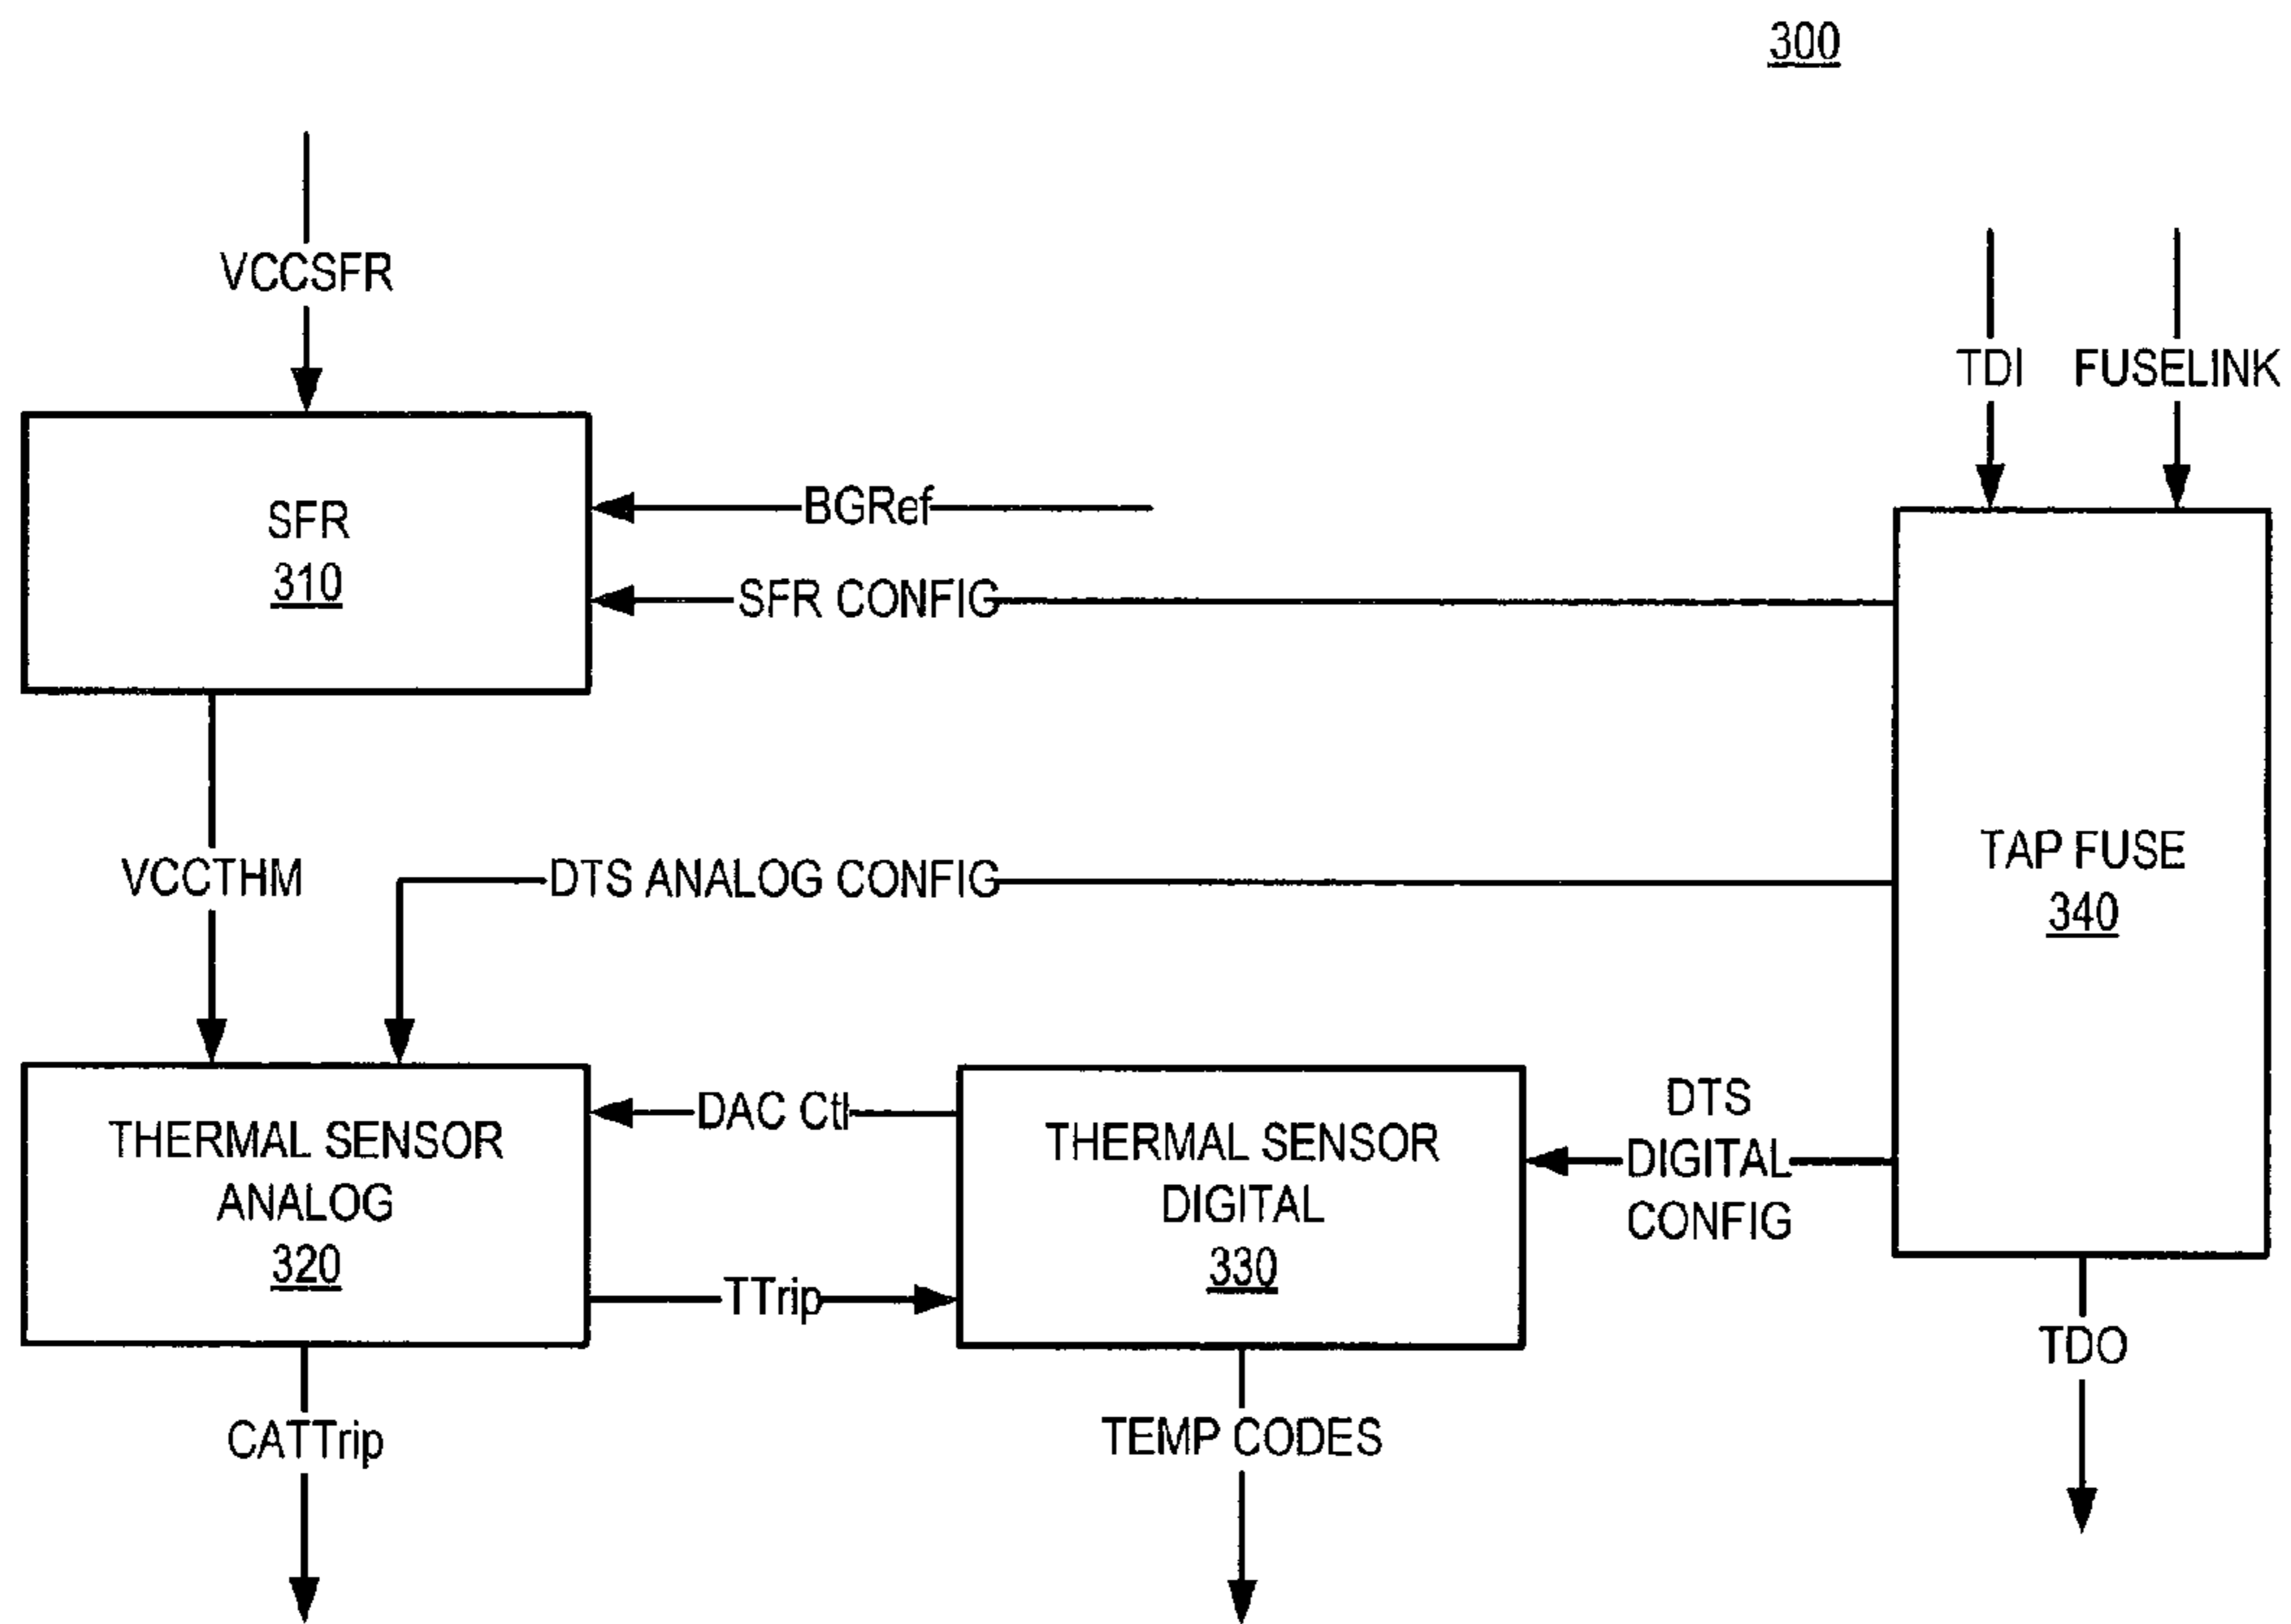 300
VCCSFR
TDI FUSELINK
SFR
310
BGRef
SFR CONFIG
VCCTHM
DTS ANALOG CONFIG
TAP FUSE
340
THERMAL SENSOR
ANALOG
320
DAC Ctl
TTrip
THERMAL SENSOR
DIGITAL
330
DTS
DIGITAL
CONFIG
CATTrip
TEMP CODES
TDO